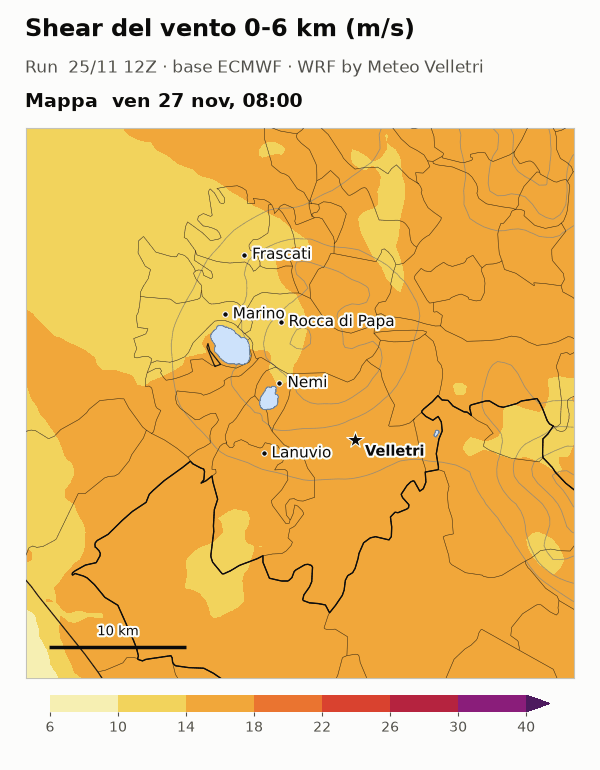 Shear del vento 0-6 km (m/s)
Run  25/11 12Z · base ECMWF · WRF by Meteo Velletri
Mappa  ven 27 nov, 08:00
Frascati
Marino
Rocca di Papa
Nemi
Velletri
Lanuvio
10 km
6 10 14 18 22 26 30 40